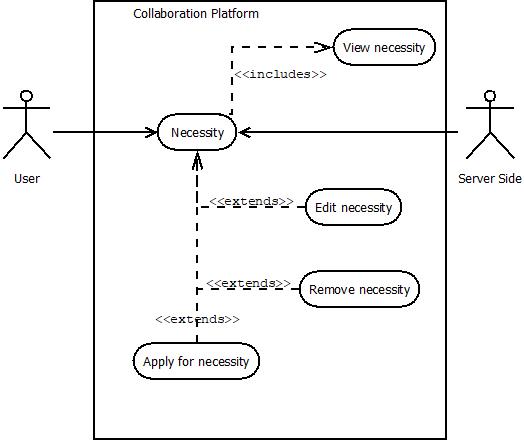 Collaboration Platform
View necessity
<<includes>>
Necessity
User
Server Side
<<extends>>
Edit necessity
<<extends>>
Remove necessity
<<extends>>
Apply for necessity